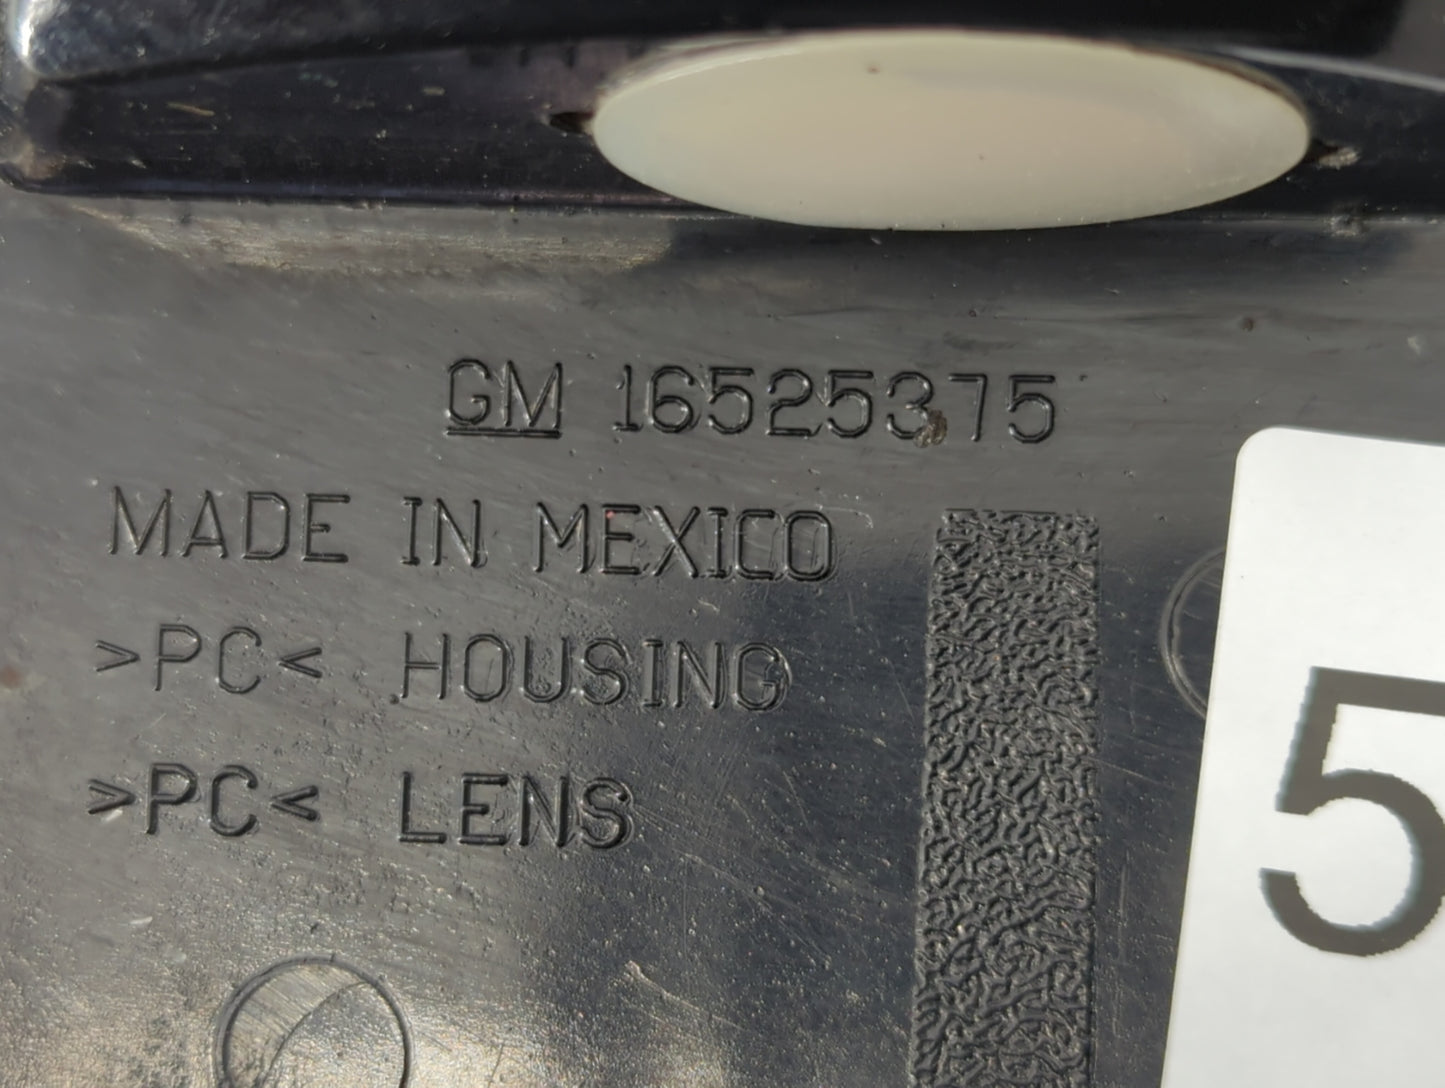 GM 16525375
MADE IN MEXICO
>PC< HOUSING
>PC< LENS
5